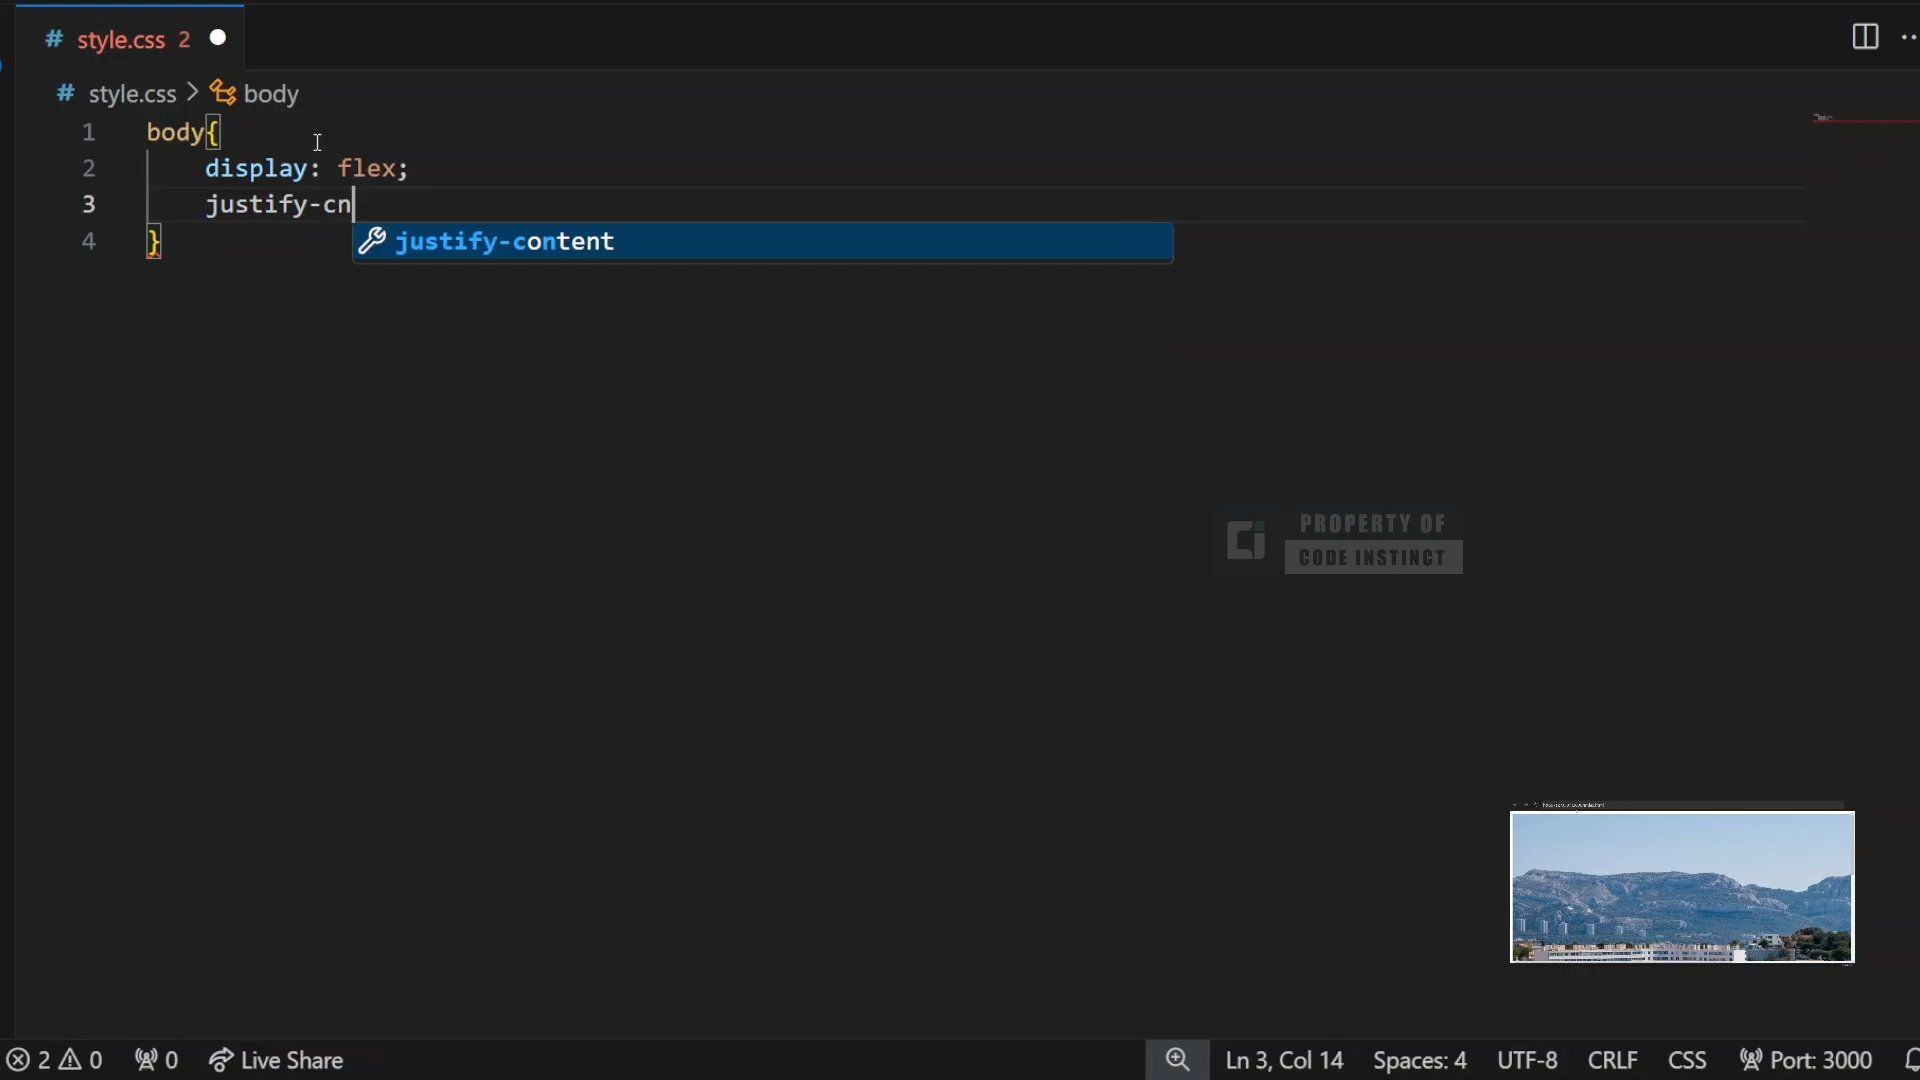 # style.css 2
# style.css > body
1 body{
2 display: flex;
3 justify-cn
justify-content
4 }
PROPERTY OF
CODE INSTINCT
2 0 0 Live Share Ln 3, Col 14 Spaces: 4 UTF-8 CRLF CSS Port: 3000